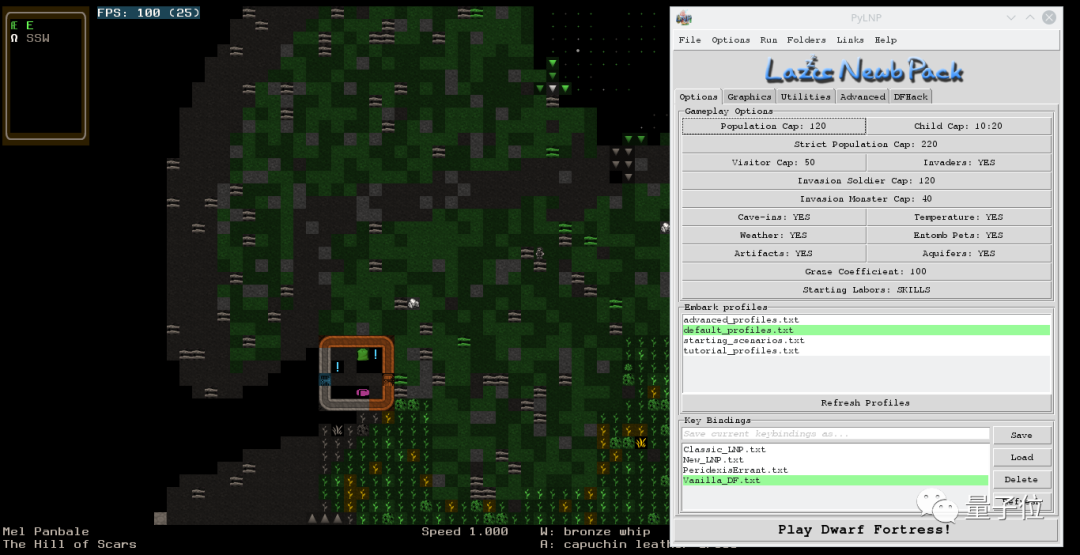 FPS: 100 (25)
E
SSW
Mel Panbale
The Hill of Scars
Speed 1.000
W: bronze whip
A: capuchin leather
PyLNP
File Options Run Folders Links Help
Lazy Newb Pack
Options Graphics Utilities Advanced DFHack
Gameplay Options
Population Cap: 120 Child Cap: 10:20
Strict Population Cap: 220
Visitor Cap: 50 Invaders: YES
Invasion Soldier Cap: 120
Invasion Monster Cap: 40
Cave-ins: YES Temperature: YES
Weather: YES Entomb Pets: YES
Artifacts: YES Aquifers: YES
Graze Coefficient: 100
Starting Labors: SKILLS
Embark profiles
advanced_profiles.txt
default_profiles.txt
starting_scenarios.txt
tutorial_profiles.txt
Refresh Profiles
Key Bindings
Save current keybindings as... Save
Classic_LNP.txt
New_LNP.txt Load
PeridexisErrant.txt
Vanilla_DF.txt Delete
量子位
Play Dwarf Fortress!